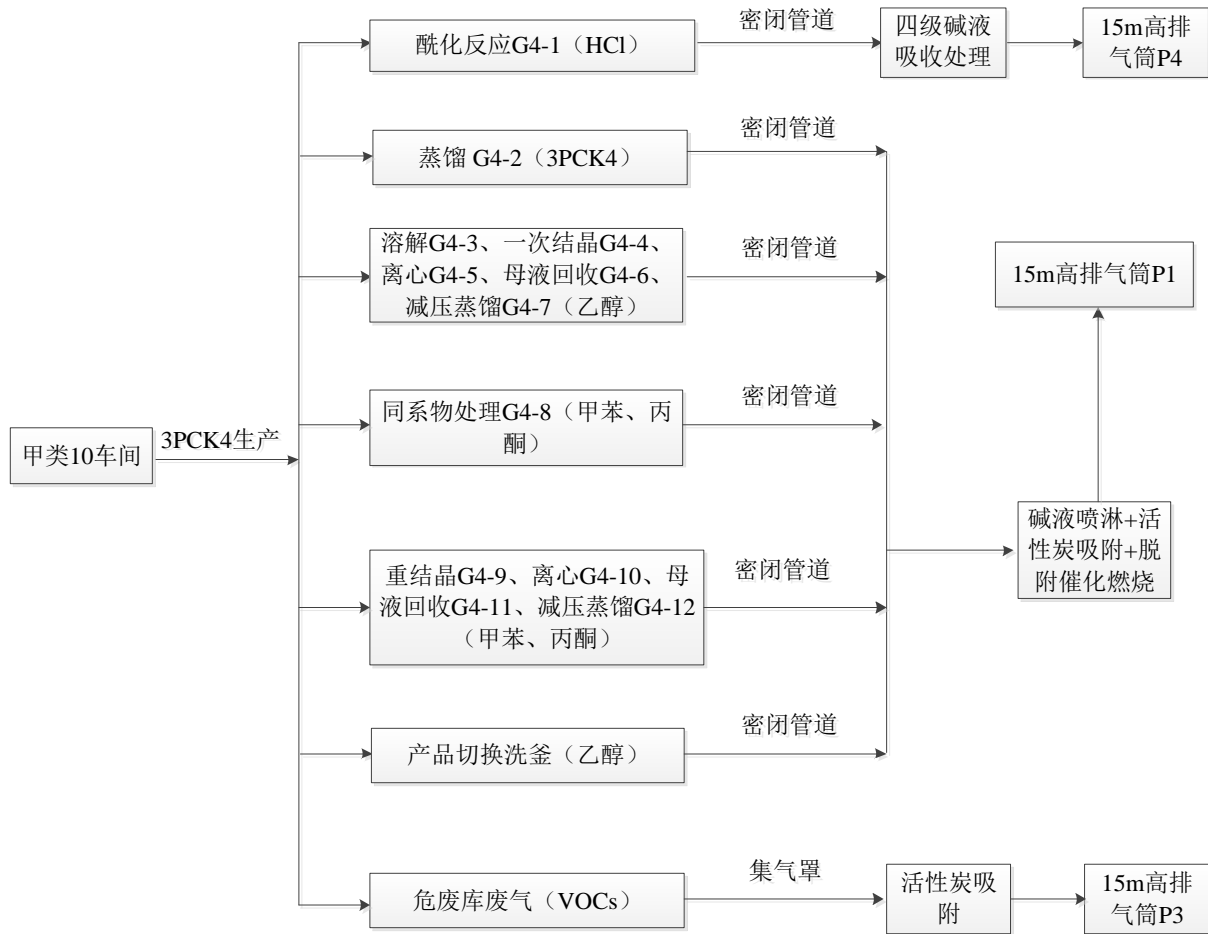 酰化反应G4-1（HCl）
密闭管道
四级碱液
吸收处理
15m高排
气筒P4
蒸馏 G4-2（3PCK4）
密闭管道
溶解G4-3、一次结晶G4-4、
离心G4-5、母液回收G4-6、
减压蒸馏G4-7（乙醇）
密闭管道
15m高排气筒P1
同系物处理G4-8（甲苯、丙
酮）
密闭管道
甲类10车间
3PCK4生产
重结晶G4-9、离心G4-10、母
液回收G4-11、减压蒸馏G4-12
（甲苯、丙酮）
密闭管道
碱液喷淋+活
性炭吸附+脱
附催化燃烧
产品切换洗釜（乙醇）
密闭管道
危废库废气（VOCs）
集气罩
活性炭吸
附
15m高排
气筒P3